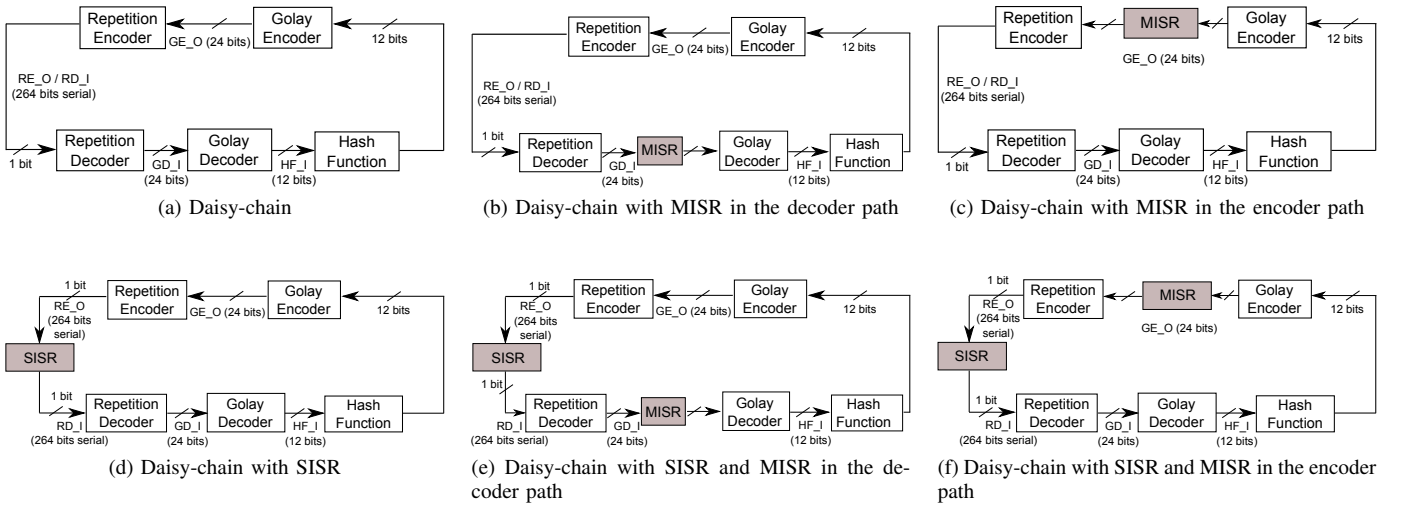 Repetition
Encoder
GE_O (24 bits)
Golay
Encoder
12 bits
RE_O / RD_I
(264 bits serial)
1 bit
Repetition
Decoder
GD_I
(24 bits)
Golay
Decoder
HF_I
(12 bits)
Hash
Function
(a) Daisy-chain
Repetition
Encoder
GE_O (24 bits)
Golay
Encoder
12 bits
RE_O / RD_I
(264 bits serial)
1 bit
Repetition
Decoder
GD_I
(24 bits)
MISR
Golay
Decoder
HF_I
(12 bits)
Hash
Function
(b) Daisy-chain with MISR in the decoder path
Repetition
Encoder
MISR
GE_O (24 bits)
Golay
Encoder
12 bits
RE_O / RD_I
(264 bits serial)
1 bit
Repetition
Decoder
GD_I
(24 bits)
Golay
Decoder
HF_I
(12 bits)
Hash
Function
(c) Daisy-chain with MISR in the encoder path
1 bit
RE_O
(264 bits
serial)
Repetition
Encoder
GE_O (24 bits)
Golay
Encoder
12 bits
SISR
1 bit
RD_I
(264 bits serial)
Repetition
Decoder
GD_I
(24 bits)
Golay
Decoder
HF_I
(12 bits)
Hash
Function
(d) Daisy-chain with SISR
1 bit
RE_O
(264 bits
serial)
Repetition
Encoder
GE_O (24 bits)
Golay
Encoder
12 bits
SISR
1 bit
RD_I
(264 bits serial)
Repetition
Decoder
GD_I
(24 bits)
MISR
Golay
Decoder
HF_I
(12 bits)
Hash
Function
(e) Daisy-chain with SISR and MISR in the de-
coder path
1 bit
RE_O
(264 bits
serial)
Repetition
Encoder
MISR
GE_O (24 bits)
Golay
Encoder
12 bits
SISR
1 bit
RD_I
(264 bits serial)
Repetition
Decoder
GD_I
(24 bits)
Golay
Decoder
HF_I
(12 bits)
Hash
Function
(f) Daisy-chain with SISR and MISR in the encoder
path